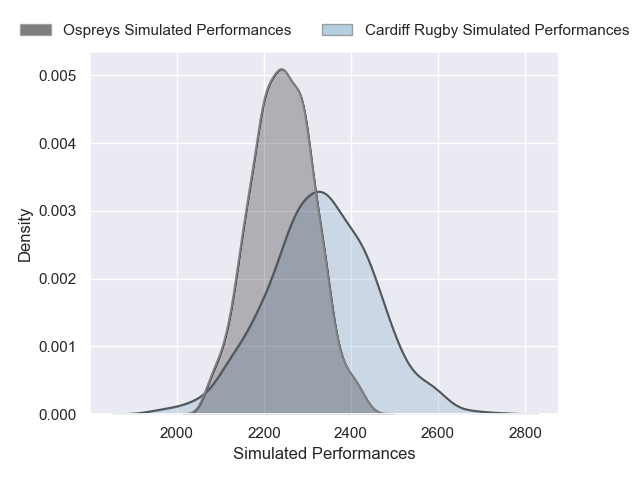 Ospreys Simulated Performances
Cardiff Rugby Simulated Performances
0.005
0.004
0.003
0.002
0.001
0.000
Density
2000
2200
2400
2600
2800
Simulated Performances